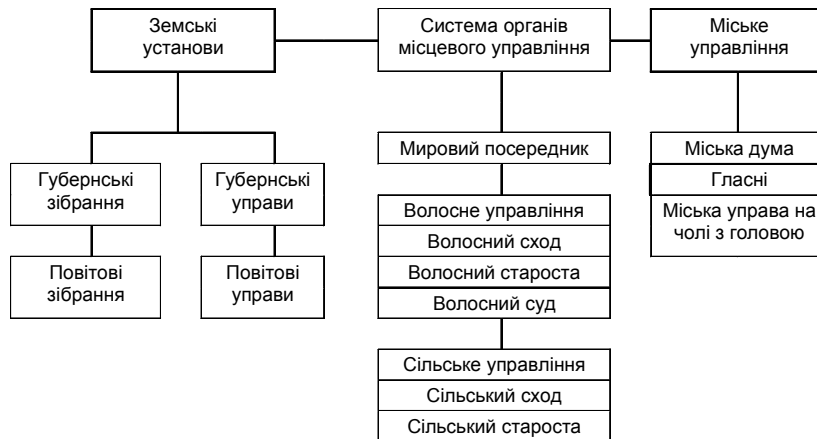 Земські
установи
Система органів
місцевого управління
Міське
управління
Мировий посередник
Міська дума
Губернські
зібрання
Губернські
управи
Гласні
Волосне управління
Міська управа на
чолі з головою
Волосний сход
Повітові
зібрання
Повітові
управи
Волосний староста
Волосний суд
Сільське управління
Сільський сход
Сільський староста